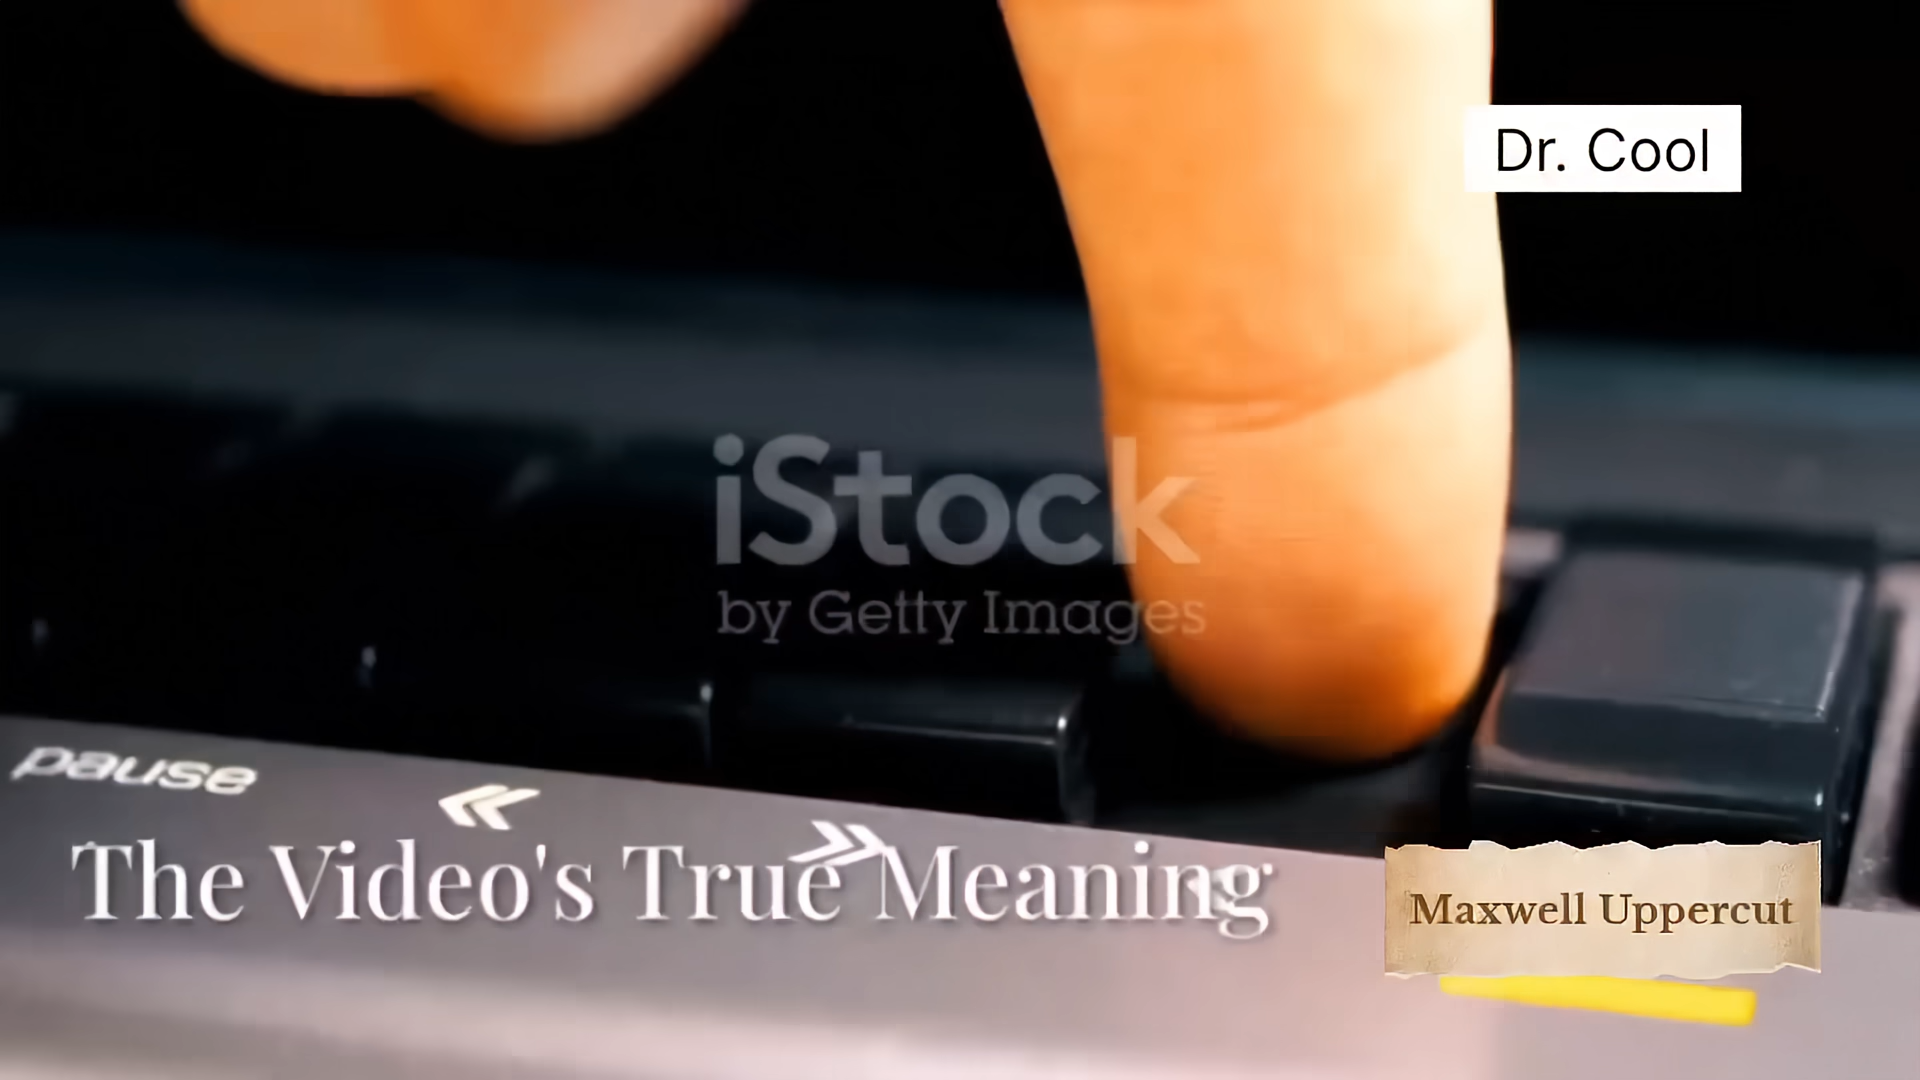 Dr. Cool
iStock
by Getty Images
pause
The Video's True Meaning
Maxwell Uppercut